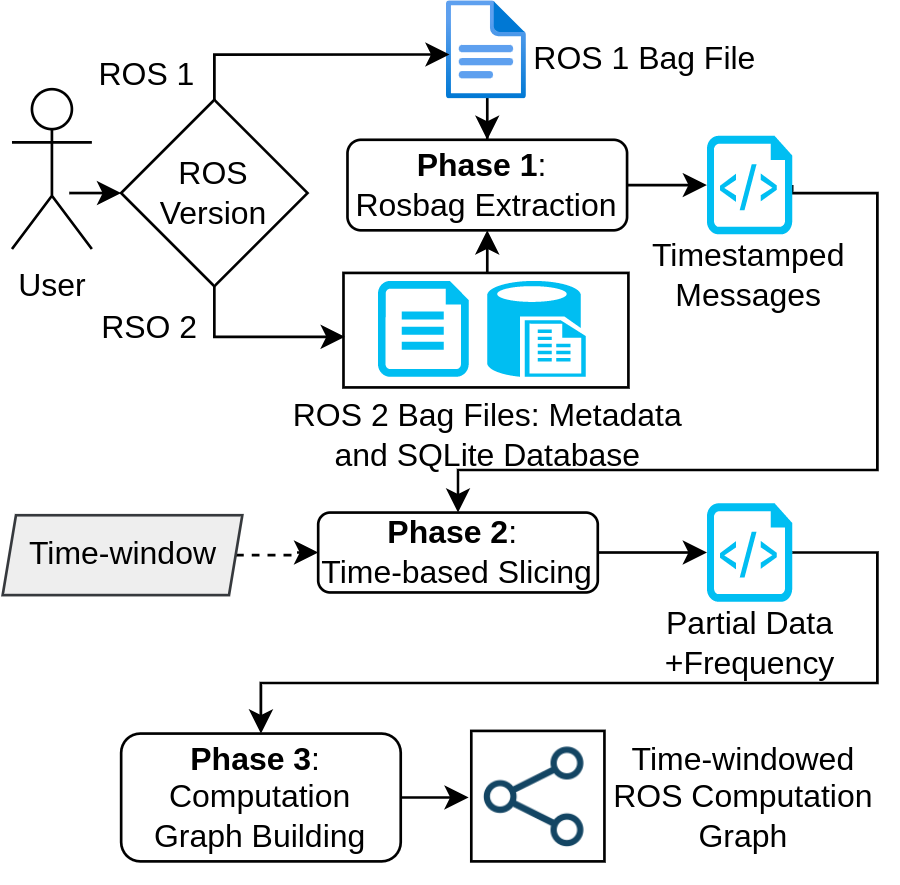 ROS 1
ROS 1 Bag File
ROS
Version
User
Phase 1:
Rosbag Extraction
Timestamped
Messages
RSO 2
ROS 2 Bag Files: Metadata
and SQLite Database
Time-window
Phase 2:
Time-based Slicing
Partial Data
+Frequency
Phase 3:
Computation
Graph Building
Time-windowed
ROS Computation
Graph